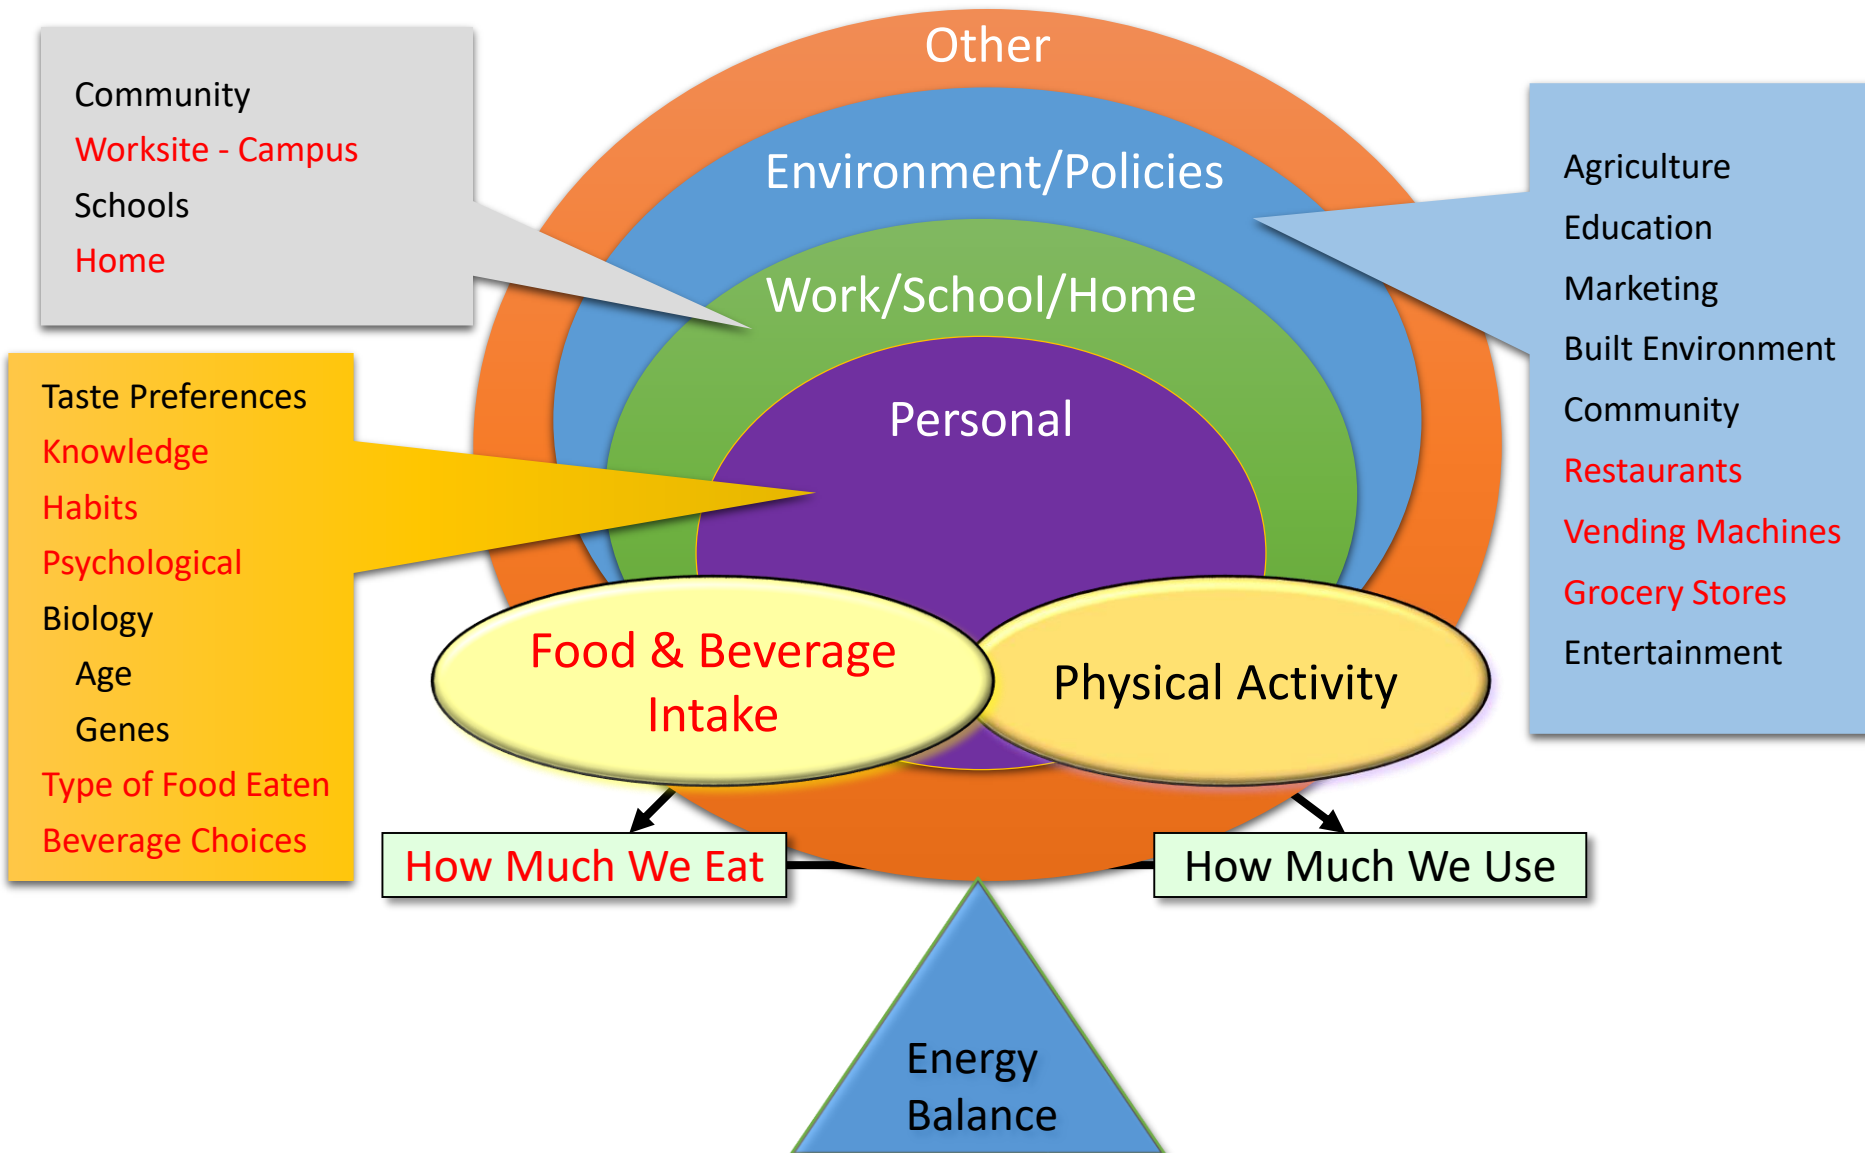 Other
Environment/Policies
Work/School/Home
Personal
Community
Worksite - Campus
Schools
Home
Taste Preferences
Knowledge
Habits
Psychological
Biology
Age
Genes
Type of Food Eaten
Beverage Choices
Agriculture
Education
Marketing
Built Environment
Community
Restaurants
Vending Machines
Grocery Stores
Entertainment
Food & Beverage
Intake
Physical Activity
How Much We Eat
How Much We Use
Energy
Balance